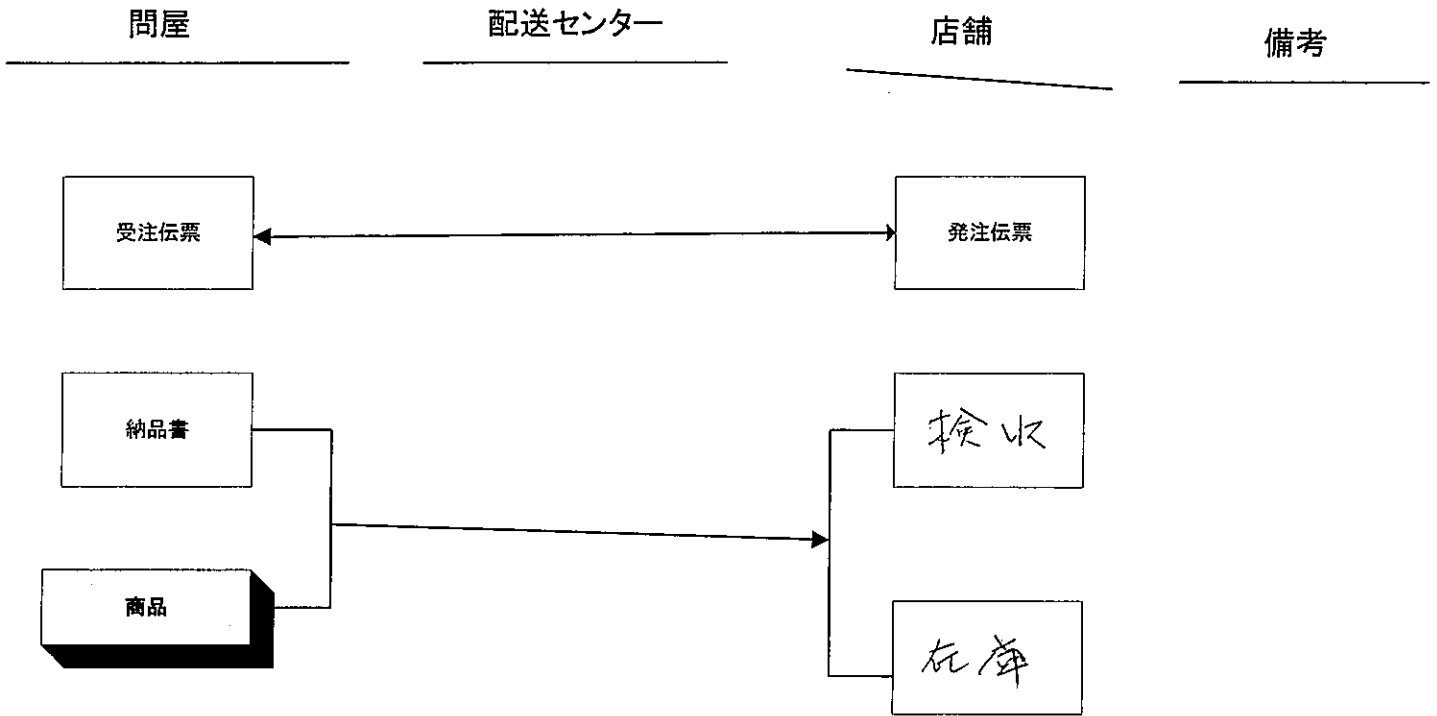 問屋
配送センター
店舗
備考
受注伝票
発注伝票
納品書
検収
商品
在庫